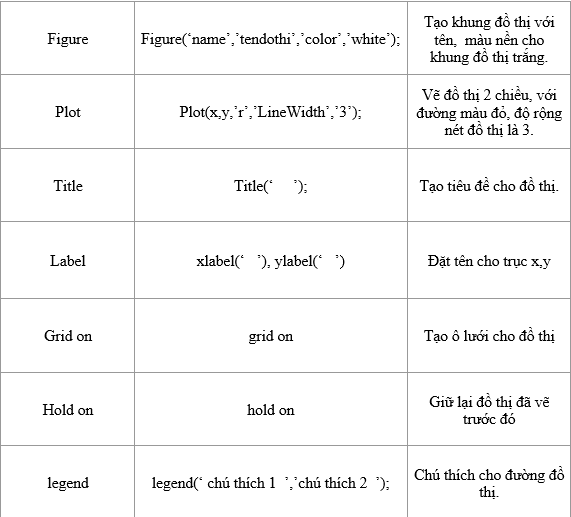 Tạo khung đồ thị với
Figure Figure(‘name’,’tendothi’,’color’,’white’); tên, màu nền cho
khung đồ thị trắng.
Vẽ đồ thị 2 chiều, với
Plot Plot(x,y,’r’,’LineWidth’,’3’); đường màu đỏ, độ rộng
nét đồ thị là 3.
Title Title(‘ ’); Tạo tiêu đề cho đồ thị.
Label xlabel(‘ ’), ylabel(‘ ’) Đặt tên cho trục x,y
Grid on grid on Tạo ô lưới cho đồ thị
Hold on hold on Giữ lại đồ thị đã vẽ
trước đó
legend legend(‘ chú thích 1 ’,’chú thích 2 ’); Chú thích cho đường đồ
thị.